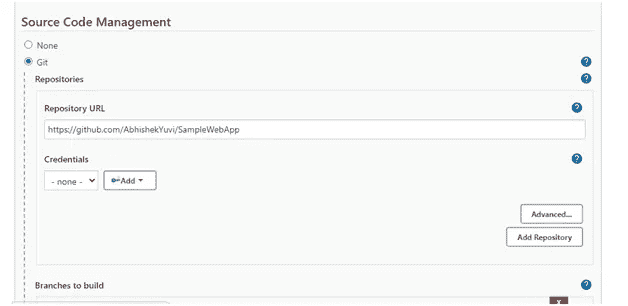 Source Code Management
None
Git
Repositories
Repository URL
https://github.com/AbhishekYuvi/SampleWebApp
Credentials
- none -
Add
Advanced...
Add Repository
Branches to build
X